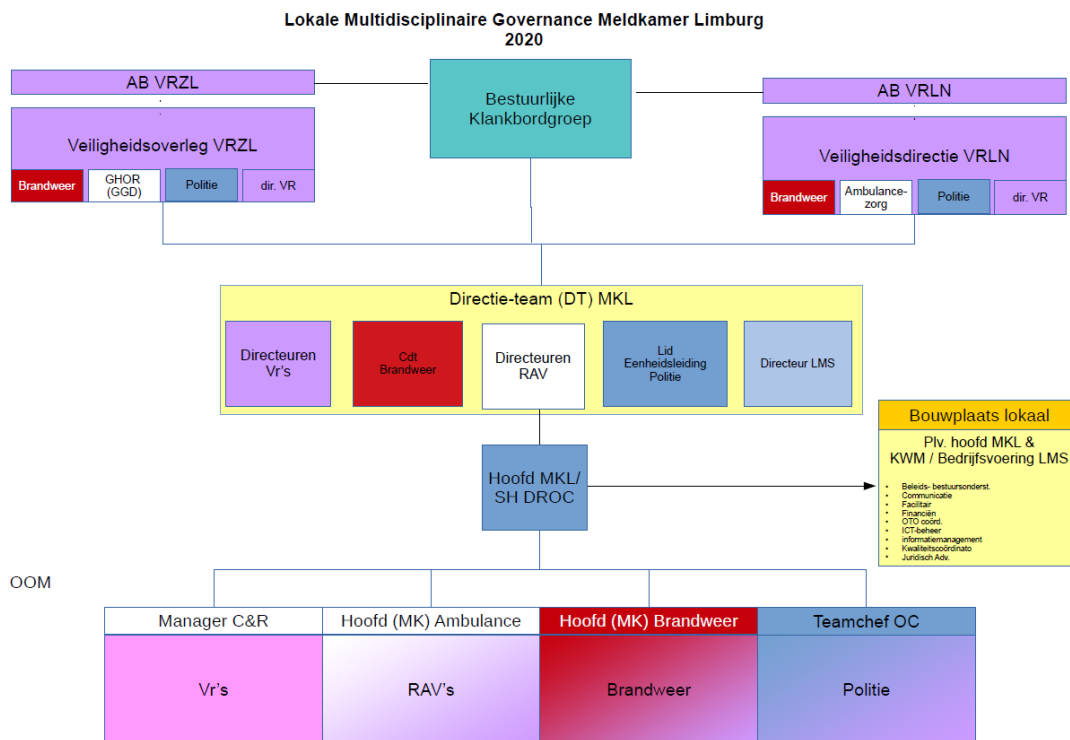 Lokale Multidisciplinaire Governance Meldkamer Limburg
2020
AB VRZL
Veiligheidsoverleg VRZL
Brandweer
GHOR
(GGD)
Politie
dir. VR
Bestuurlijke
Klankbordgroep
AB VRLN
Veiligheidsdirectie VRLN
Brandweer
Ambulance-
zorg
Politie
dir. VR
Directie-team (DT) MKL
Directeuren
Vr's
Cdt
Brandweer
Directeuren
RAV
Lid
Eenheidsleiding
Politie
Directeur LMS
Hoofd MKL/
SH DROC
Bouwplaats lokaal
Plv. hoofd MKL &
KWM / Bedrijfsvoering LMS
• Beleids- bestuursonderst.
• Communicatie
• Facilitair
• Financiën
• OTO coörd.
• ICT-beheer
• informatiemanagement
• Kwaliteitscoördinato
• Juridisch Adv.
OOM
Manager C&R
Vr's
Hoofd (MK) Ambulance
RAV's
Hoofd (MK) Brandweer
Brandweer
Teamchef OC
Politie